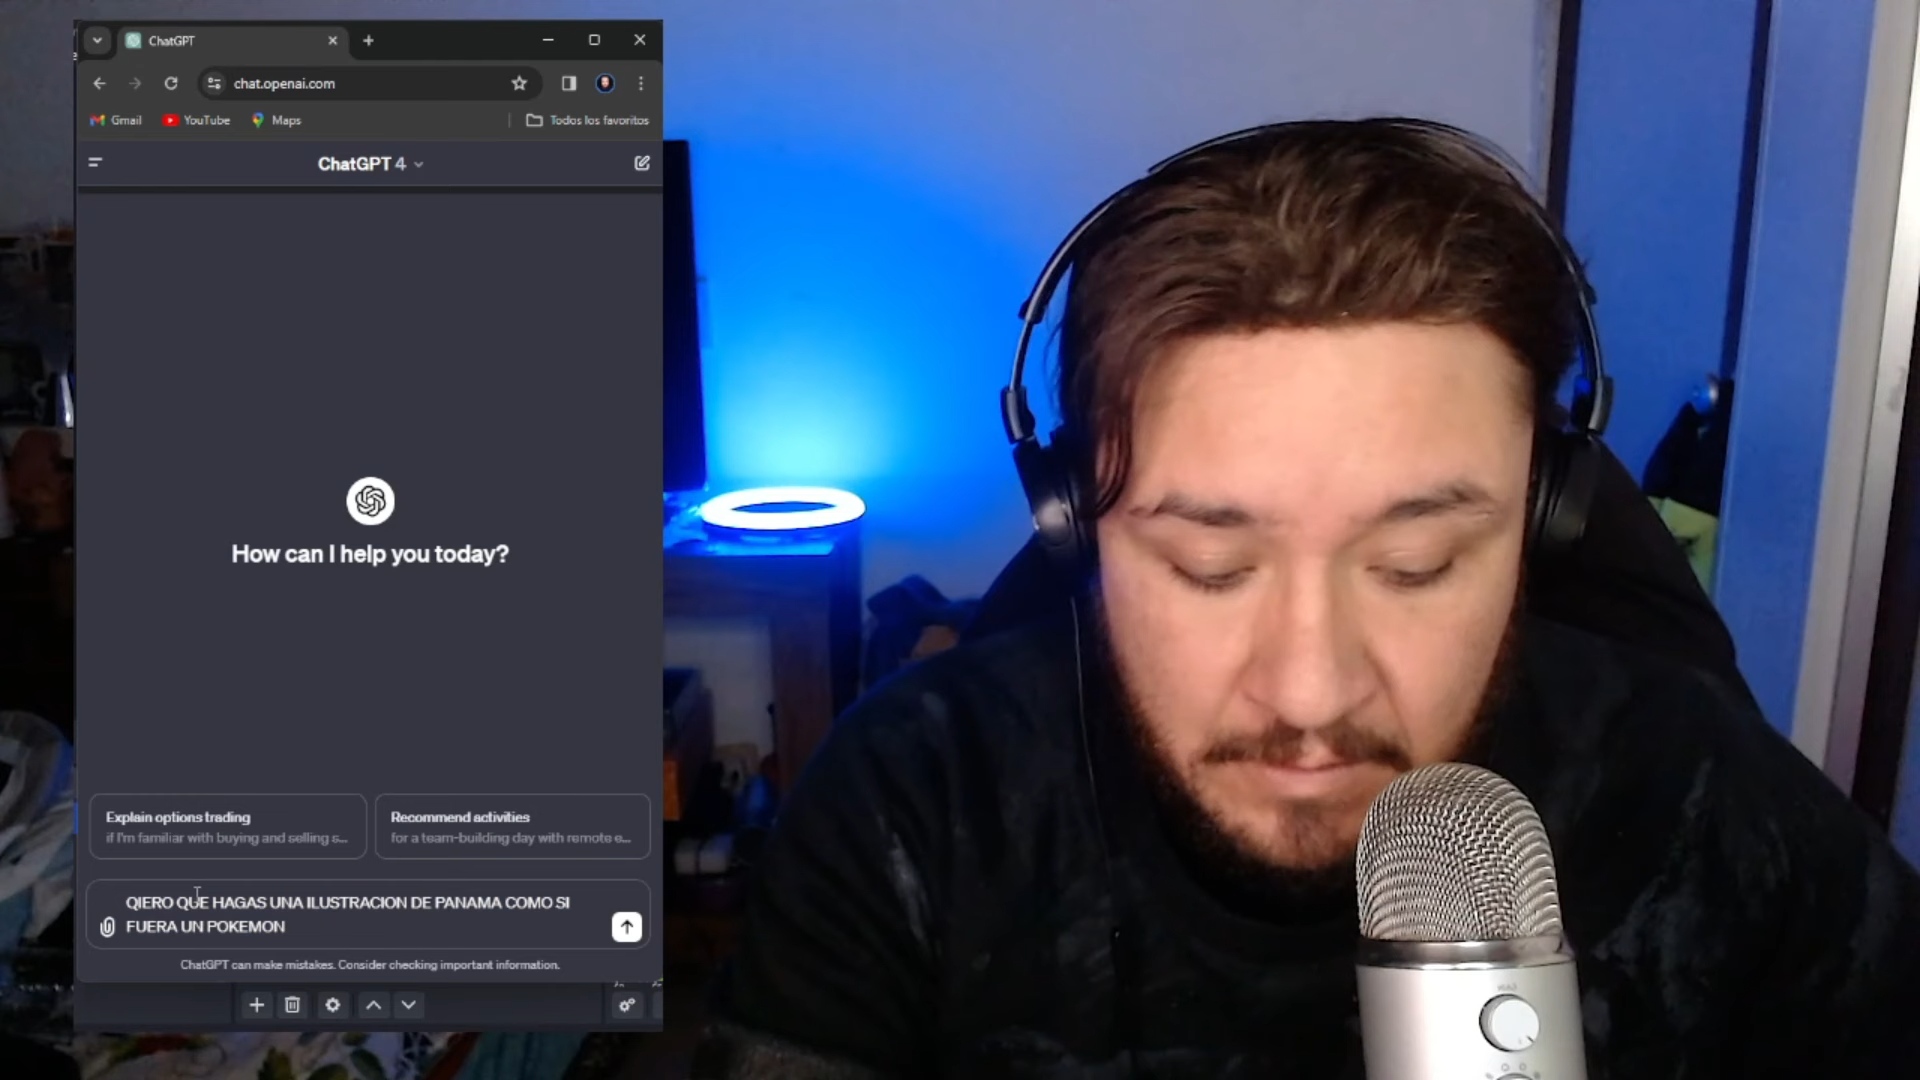 ChatGPT
chat.openai.com
Gmail YouTube Maps Todos los favoritos
ChatGPT 4
How can I help you today?
Explain options trading
if I'm familiar with buying and selling s...
Recommend activities
for a team-building day with remote e...
QIERO QUE HAGAS UNA ILUSTRACION DE PANAMA COMO SI
FUERA UN POKEMON
ChatGPT can make mistakes. Consider checking important information.